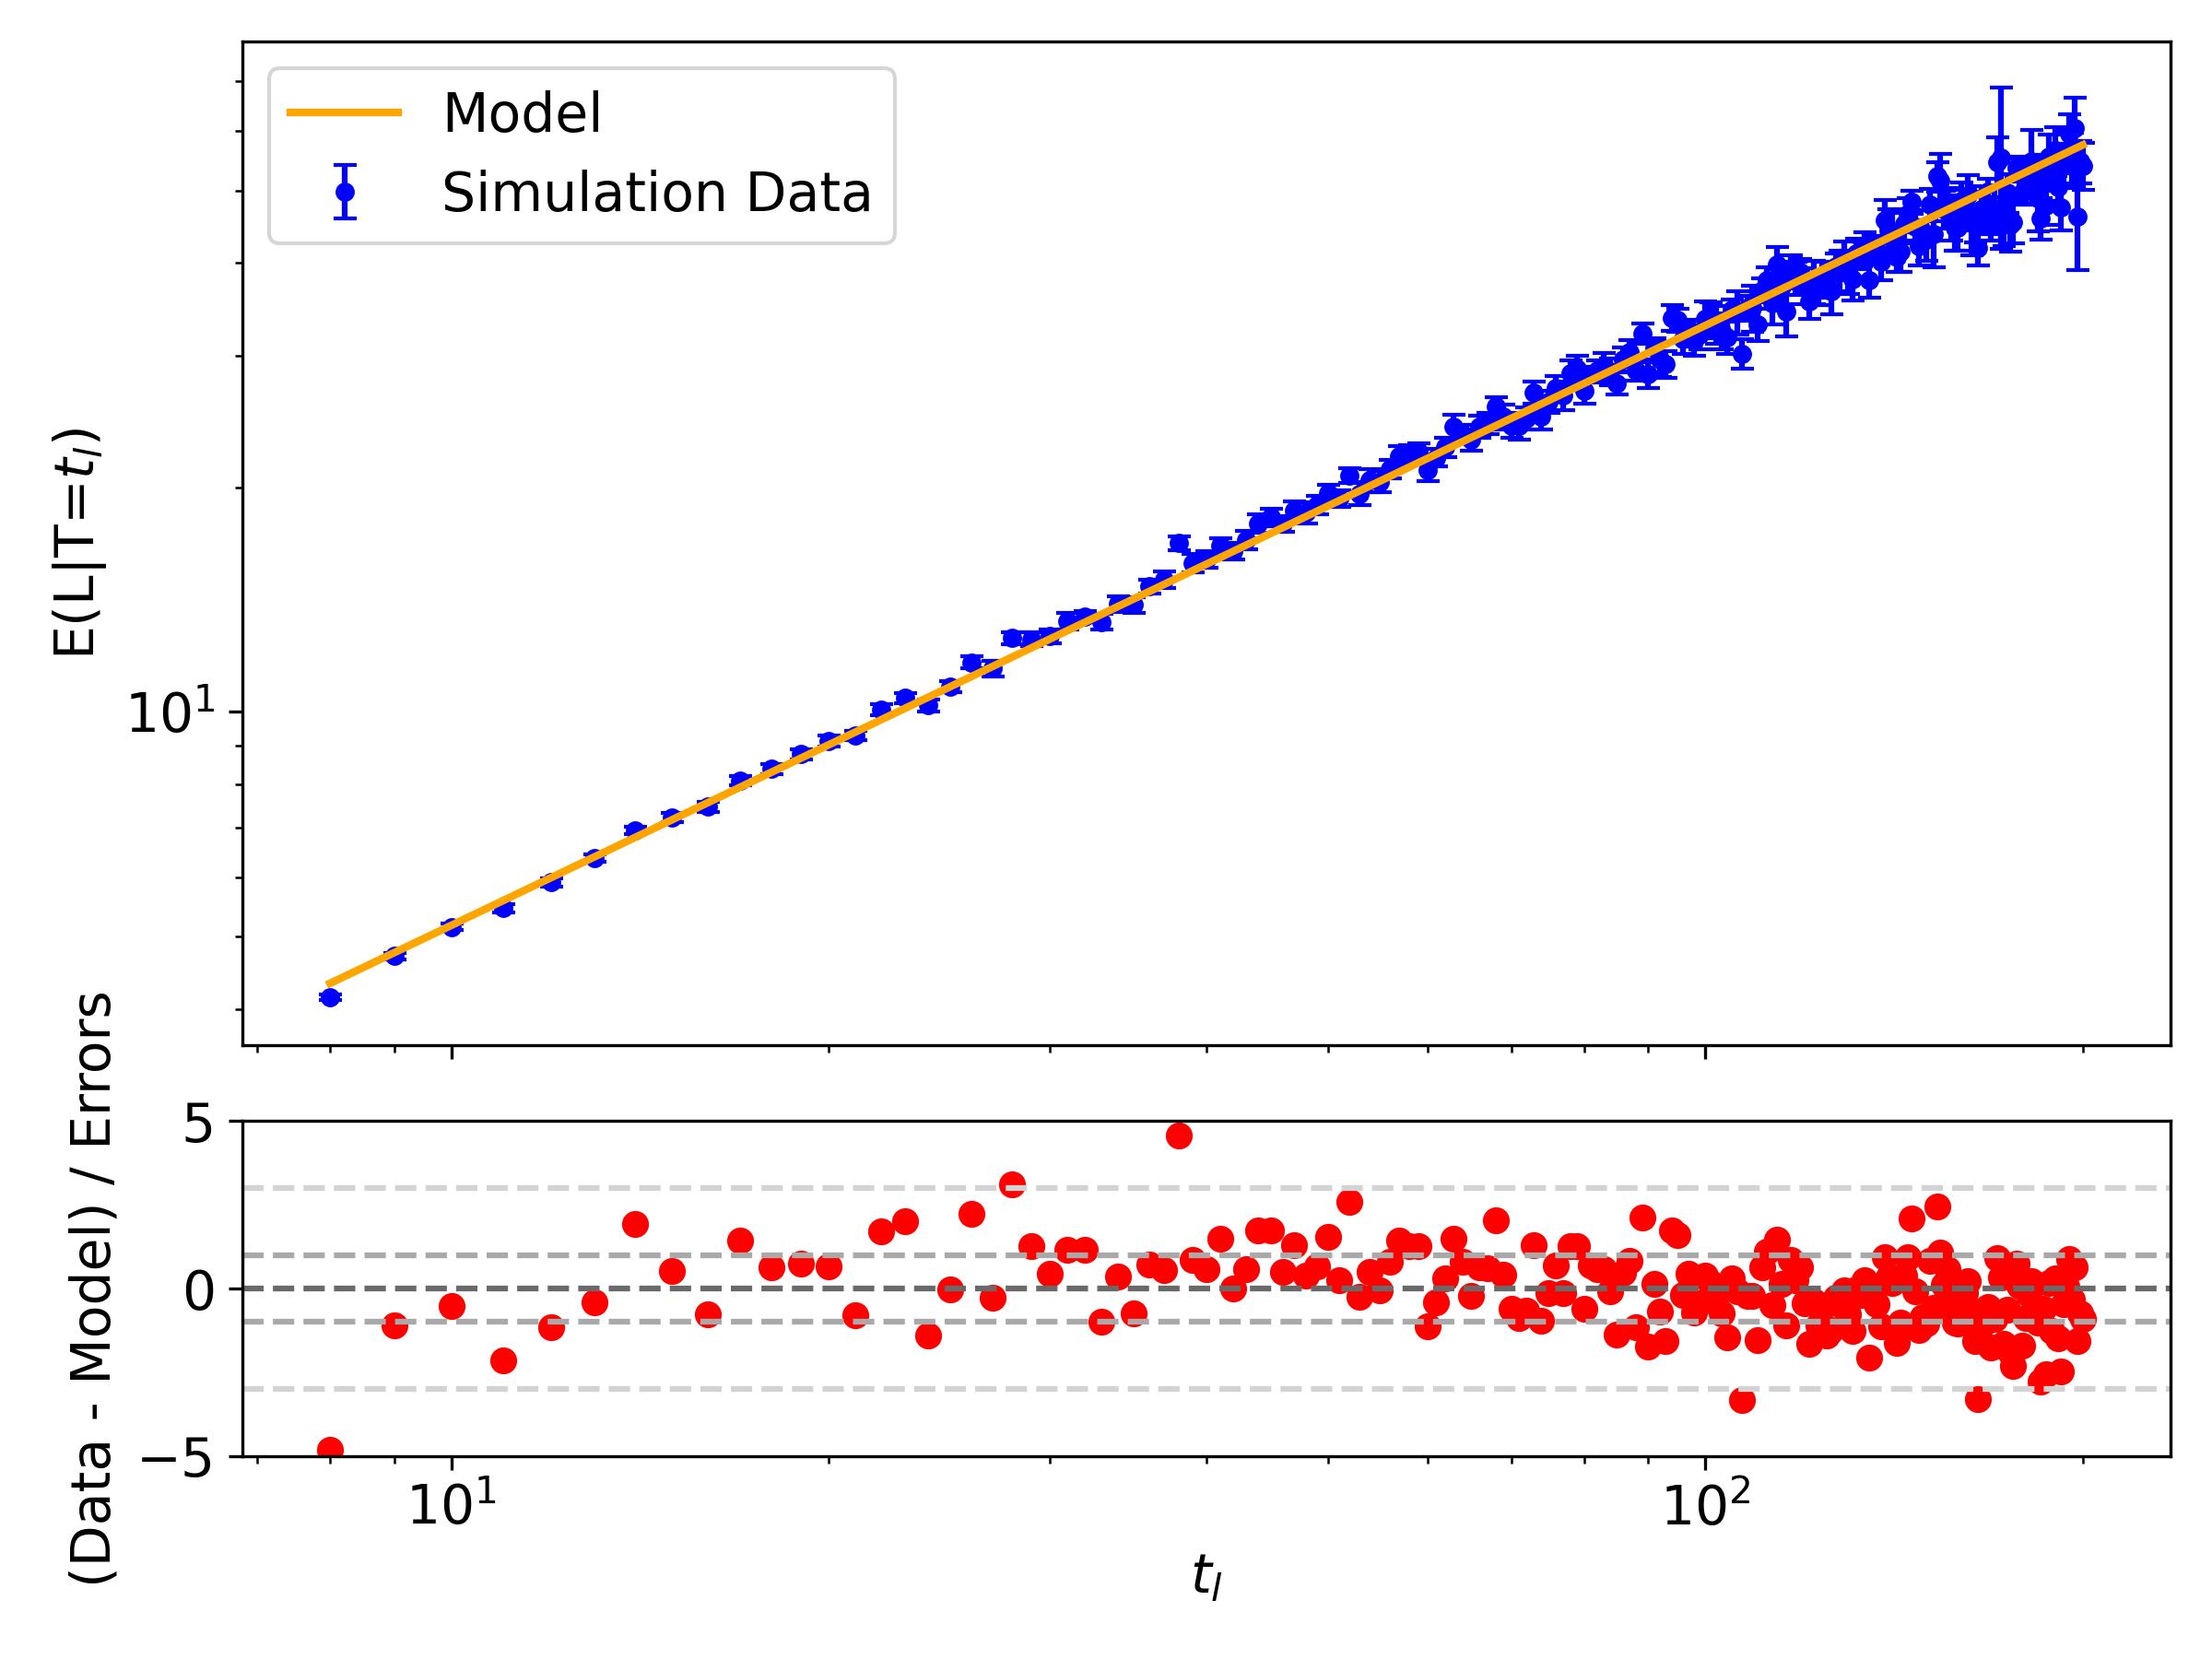 Model
Simulation Data
E(L|T=$t_l$)
$10^1$
(Data - Model) / Errors
5
0
−5
$10^1$
$10^2$
$t_l$